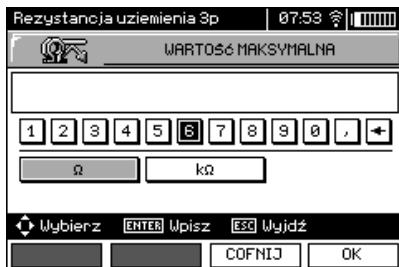 Rezystancja uziemienia 3p 07:53
WARTOŚĆ MAKSYMALNA
1 2 3 4 5 6 7 8 9 0 , ←
Ω kΩ
Wybierz ENTER Wpisz ESC Wyjdź
COFNIJ OK